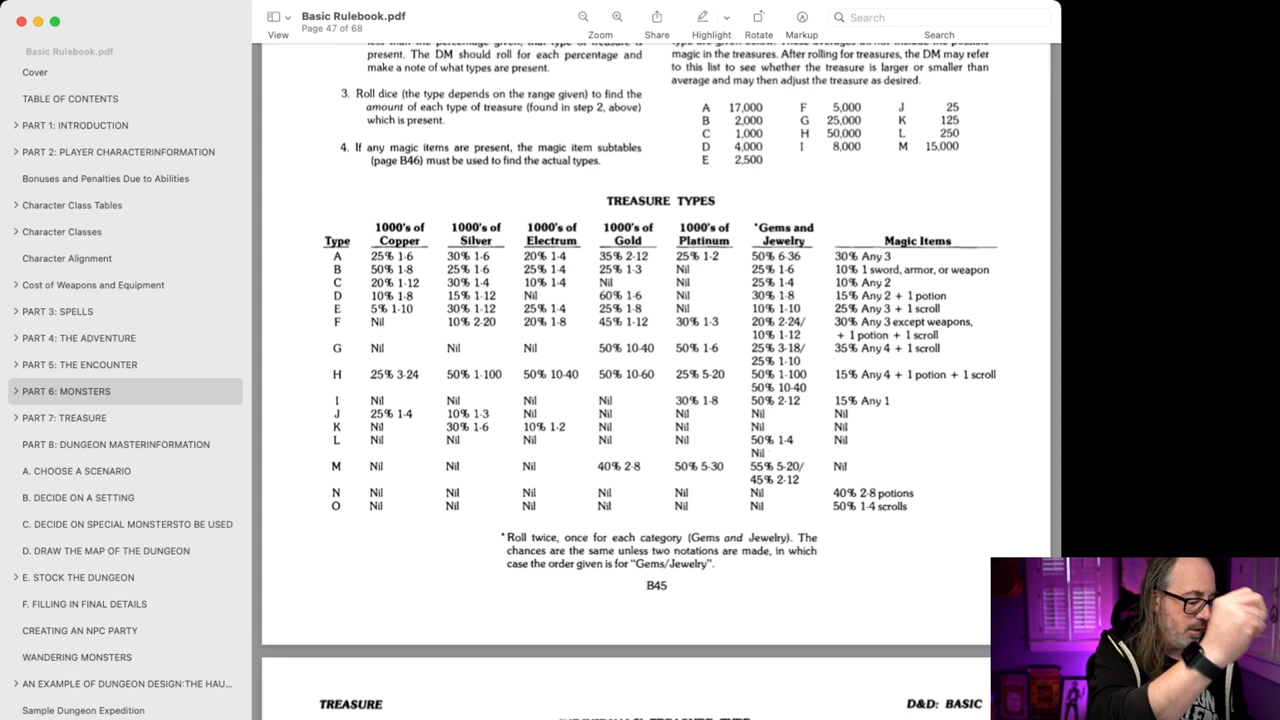 Basic Rulebook.pdf
Page 47 of 68
View
Zoom
Share
Highlight
Rotate
Markup
Search
Search
Basic Rulebook.pdf
Cover
TABLE OF CONTENTS
PART 1: INTRODUCTION
PART 2: PLAYER CHARACTERINFORMATION
Bonuses and Penalties Due to Abilities
Character Class Tables
Character Classes
Character Alignment
Cost of Weapons and Equipment
PART 3: SPELLS
PART 4: THE ADVENTURE
PART 5: THE ENCOUNTER
PART 6: MONSTERS
PART 7: TREASURE
PART 8: DUNGEON MASTERINFORMATION
A. CHOOSE A SCENARIO
B. DECIDE ON A SETTING
C. DECIDE ON SPECIAL MONSTERSTO BE USED
D. DRAW THE MAP OF THE DUNGEON
E. STOCK THE DUNGEON
F. FILLING IN FINAL DETAILS
CREATING AN NPC PARTY
WANDERING MONSTERS
AN EXAMPLE OF DUNGEON DESIGN:THE HAU...
Sample Dungeon Expedition
less than the percentage given, that type of treasure is
present. The DM should roll for each percentage and
make a note of what types are present.
3. Roll dice (the type depends on the range given) to find the
amount of each type of treasure (found in step 2, above)
which is present.
4. If any magic items are present, the magic item subtables
(page B46) must be used to find the actual types.
magic in the treasures. After rolling for treasures, the DM may refer
to this list to see whether the treasure is larger or smaller than
average and may then adjust the treasure as desired.
A 17,000 F 5,000 J 25
B 2,000 G 25,000 K 125
C 1,000 H 50,000 L 250
D 4,000 I 8,000 M 15,000
E 2,500
TREASURE TYPES
1000's of 1000's of 1000's of 1000's of 1000's of *Gems and
Type Copper Silver Electrum Gold Platinum Jewelry Magic Items
A 25% 1-6 30% 1-6 20% 1-4 35% 2-12 25% 1-2 50% 6-36 30% Any 3
B 50% 1-8 25% 1-6 25% 1-4 25% 1-3 Nil 25% 1-6 10% 1 sword, armor, or weapon
C 20% 1-12 30% 1-4 10% 1-4 Nil Nil 25% 1-4 10% Any 2
D 10% 1-8 15% 1-12 Nil 60% 1-6 Nil 30% 1-8 15% Any 2 + 1 potion
E 5% 1-10 30% 1-12 25% 1-4 25% 1-8 Nil 10% 1-10 25% Any 3 + 1 scroll
F Nil 10% 2-20 20% 1-8 45% 1-12 30% 1-3 20% 2-24/ 30% Any 3 except weapons,
10% 1-12 + 1 potion + 1 scroll
G Nil Nil Nil 50% 10-40 50% 1-6 25% 3-18/ 35% Any 4 + 1 scroll
25% 1-10
H 25% 3-24 50% 1-100 50% 10-40 50% 10-60 25% 5-20 50% 1-100 15% Any 4 + 1 potion + 1 scroll
50% 10-40
I Nil Nil Nil Nil 30% 1-8 50% 2-12 15% Any 1
J 25% 1-4 10% 1-3 Nil Nil Nil Nil Nil
K Nil 30% 1-6 10% 1-2 Nil Nil Nil Nil
L Nil Nil Nil Nil Nil 50% 1-4 Nil
Nil
M Nil Nil Nil 40% 2-8 50% 5-30 55% 5-20/ Nil
45% 2-12
N Nil Nil Nil Nil Nil Nil 40% 2-8 potions
O Nil Nil Nil Nil Nil Nil 50% 1-4 scrolls
*Roll twice, once for each category (Gems and Jewelry). The
chances are the same unless two notations are made, in which
case the order given is for "Gems/Jewelry".
B45
TREASURE
D&D: BASIC